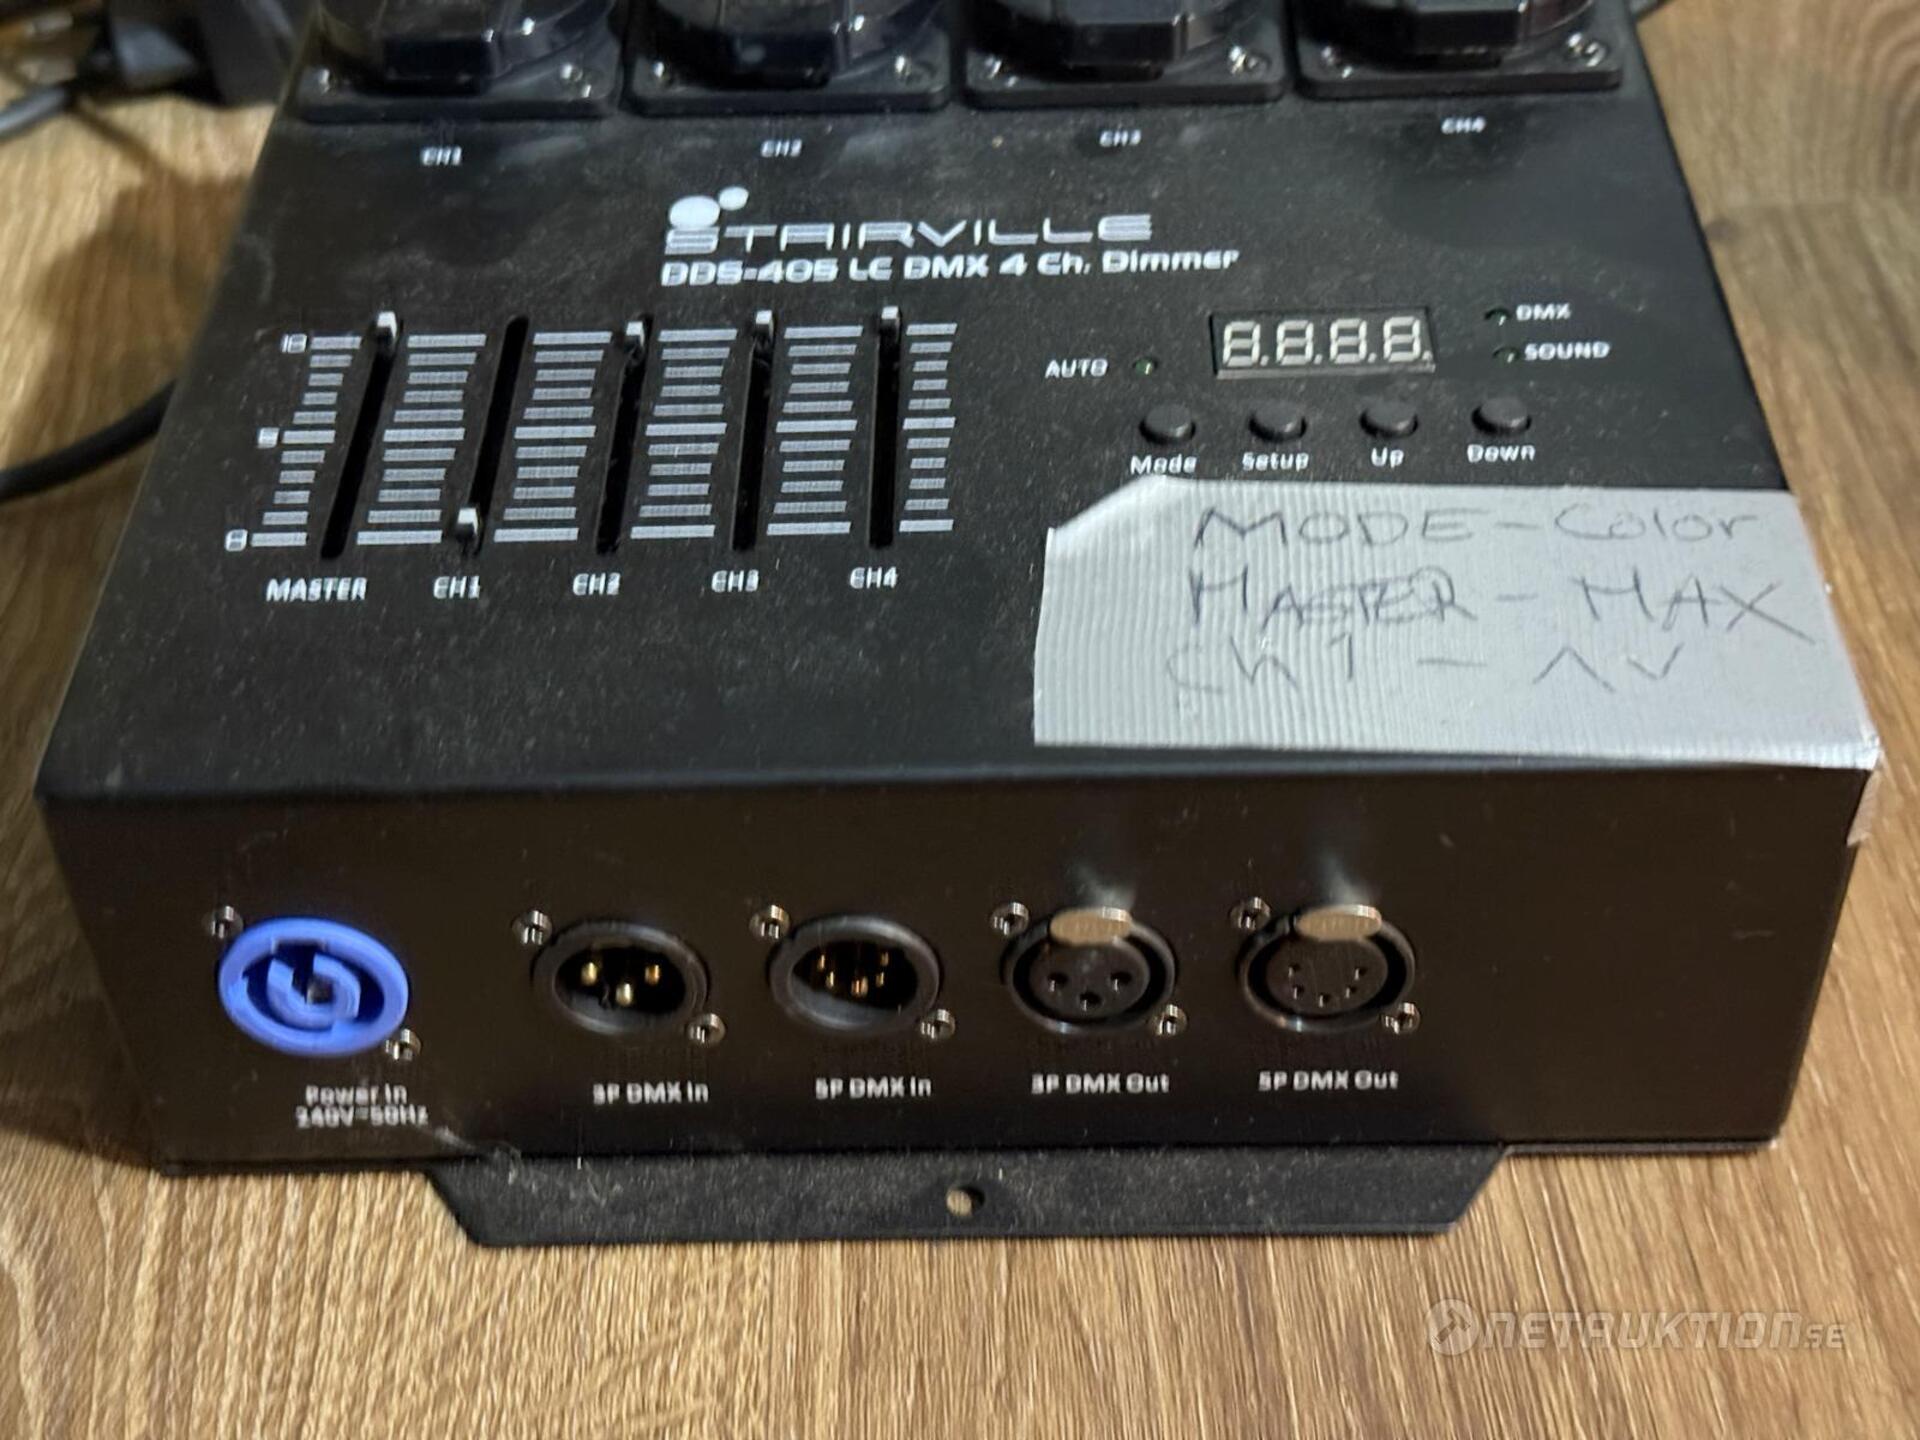 CH1 CH2 CH3 CH4
STAIRVILLE
DDS-405 LC DMX 4 Ch. Dimmer
DMX
SOUND
AUTO
8.8.8.8.
10
5
0
Mode Setup Up Down
MASTER CH1 CH2 CH3 CH4
MODE - Color
MASTER - MAX
Ch 1 - ΛV
Power In
240V~50Hz
3P DMX In
5P DMX In
3P DMX Out
5P DMX Out
NETAUKTION.SE